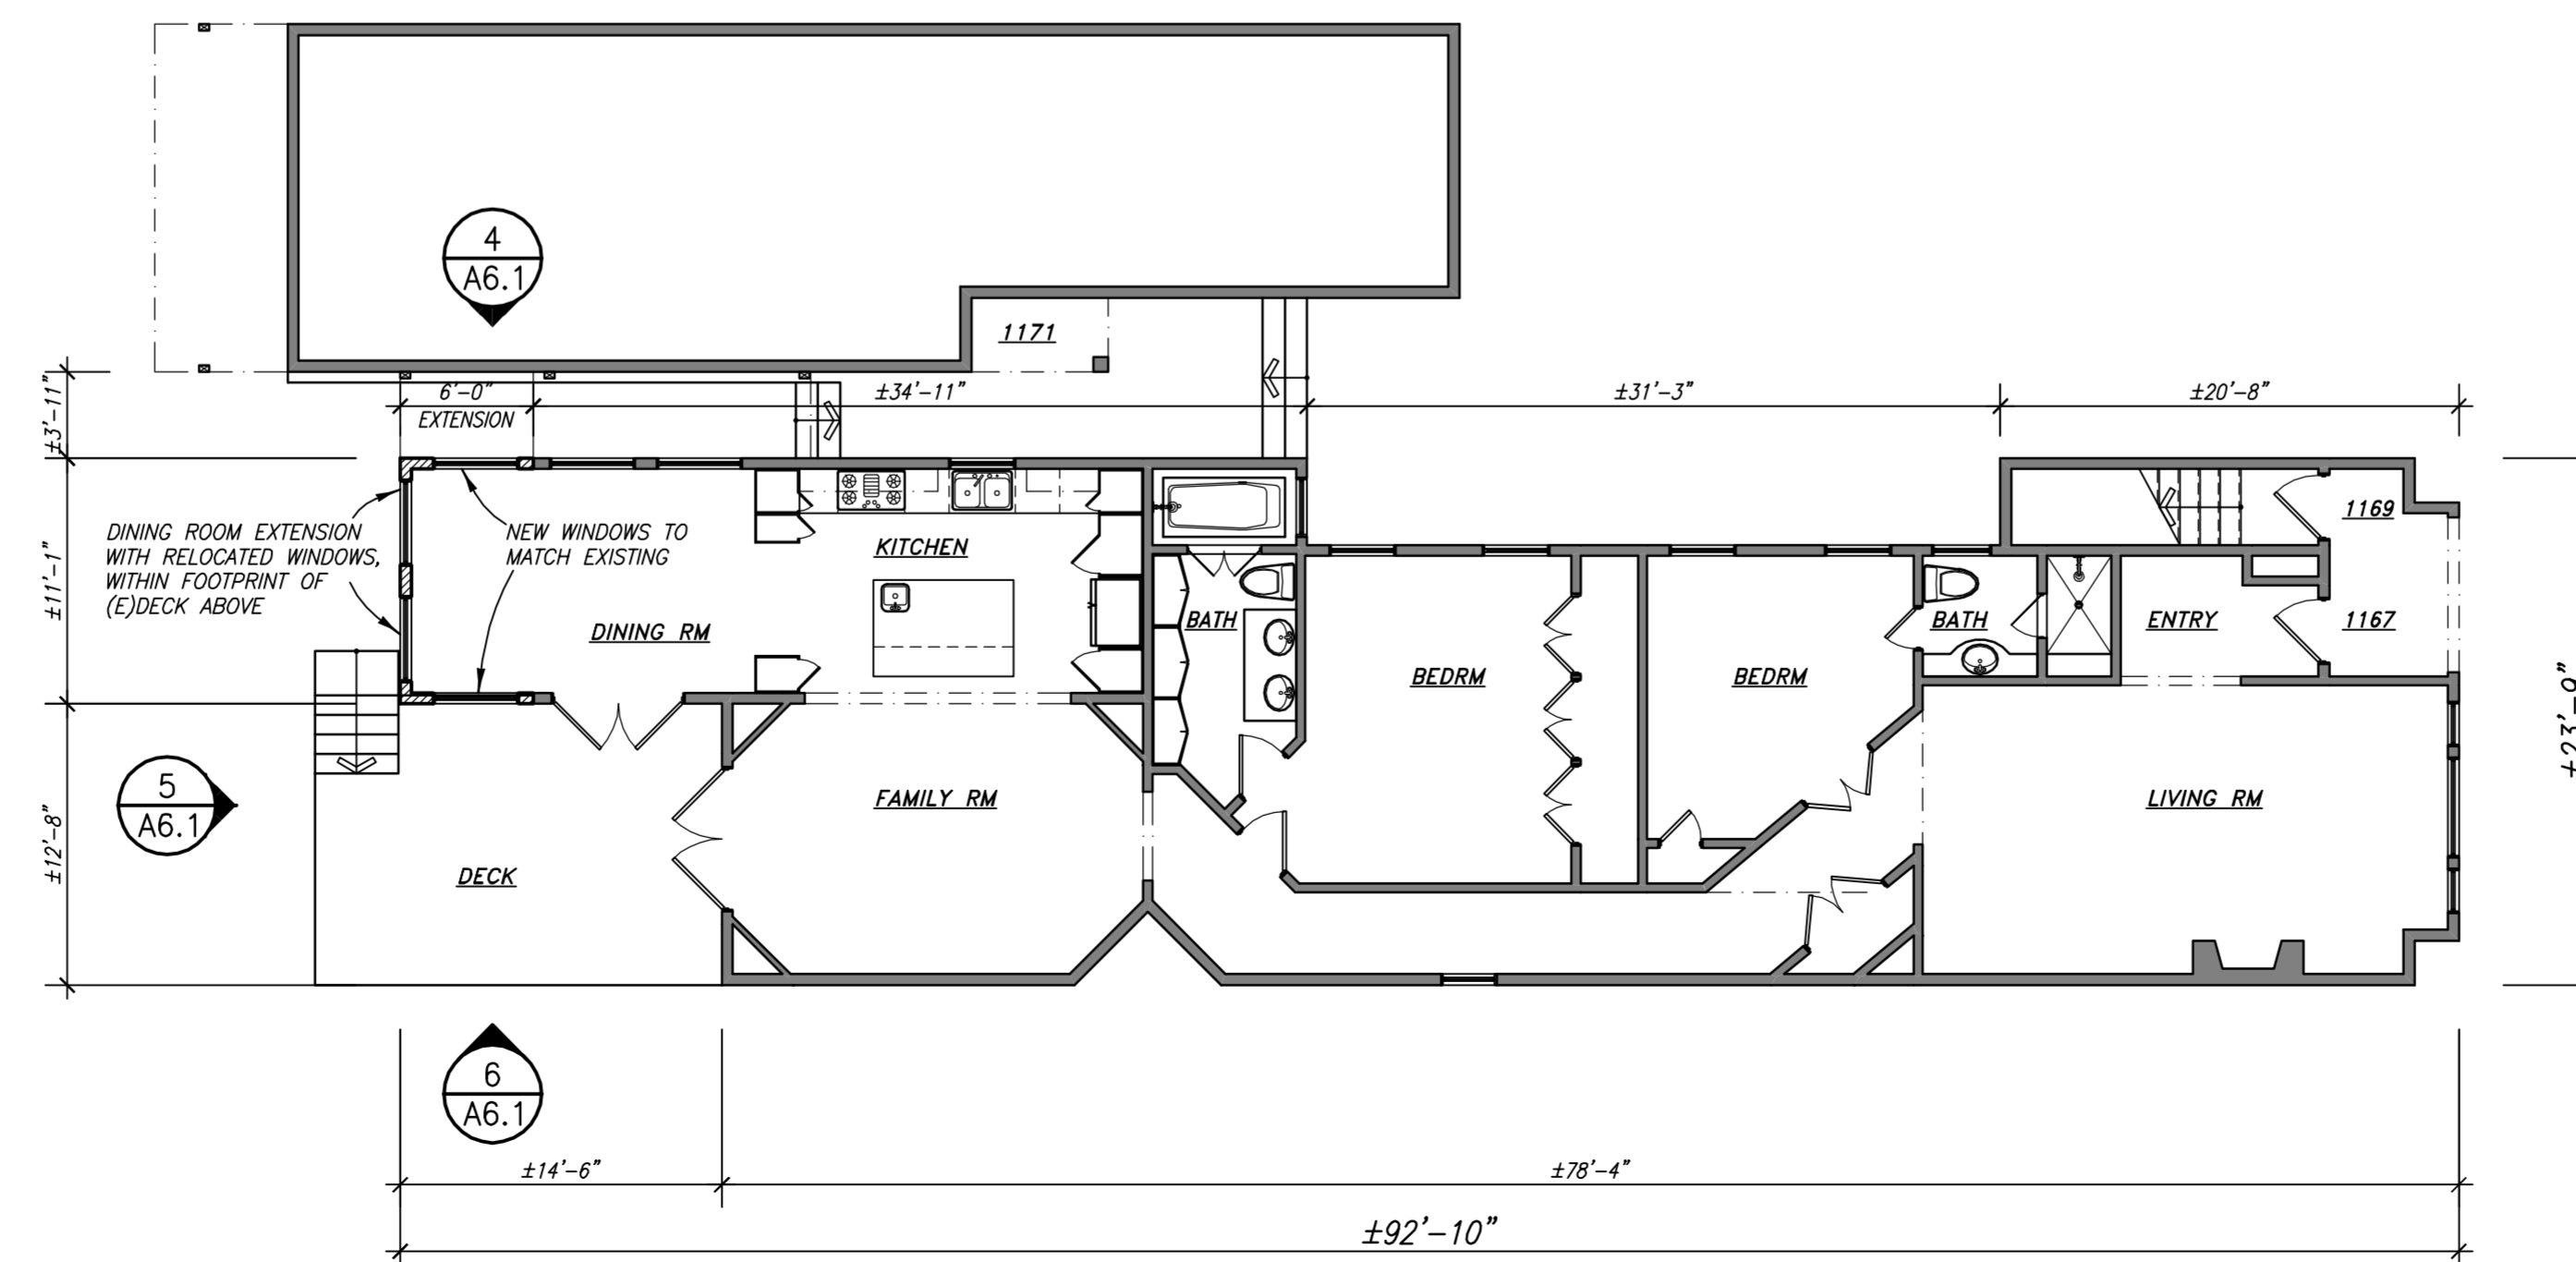 4
A6.1
1171
±3'-11"
6'-0"
EXTENSION
±34'-11"
±31'-3"
±20'-8"
DINING ROOM EXTENSION
WITH RELOCATED WINDOWS,
WITHIN FOOTPRINT OF
(E)DECK ABOVE
NEW WINDOWS TO
MATCH EXISTING
KITCHEN
DINING RM
±11'-1"
BATH
BEDRM
BEDRM
BATH
ENTRY
1169
1167
±23'-9"
5
A6.1
±12'-8"
DECK
FAMILY RM
LIVING RM
6
A6.1
±14'-6"
±78'-4"
±92'-10"